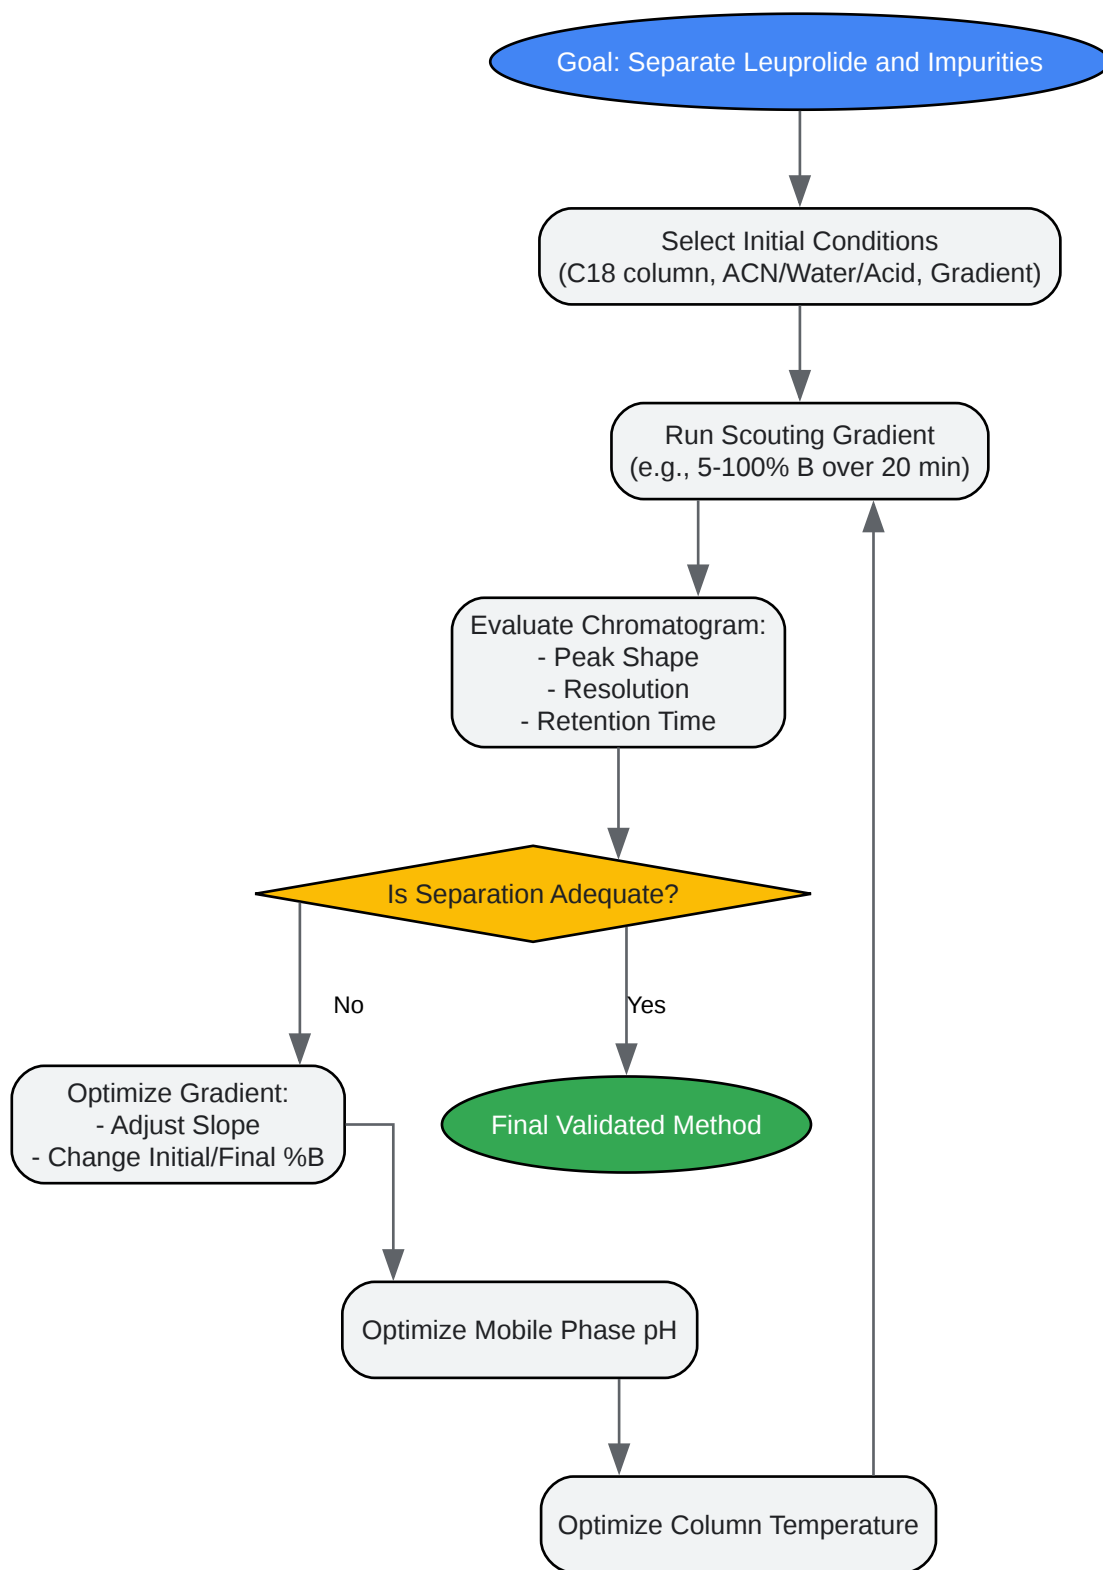 Goal: Separate Leuprolide and Impurities
Select Initial Conditions
(C18 column, ACN/Water/Acid, Gradient)
Run Scouting Gradient
(e.g., 5-100% B over 20 min)
Evaluate Chromatogram:
- Peak Shape
- Resolution
- Retention Time
Is Separation Adequate?
No
Yes
Optimize Gradient:
- Adjust Slope
- Change Initial/Final %B
Final Validated Method
Optimize Mobile Phase pH
Optimize Column Temperature